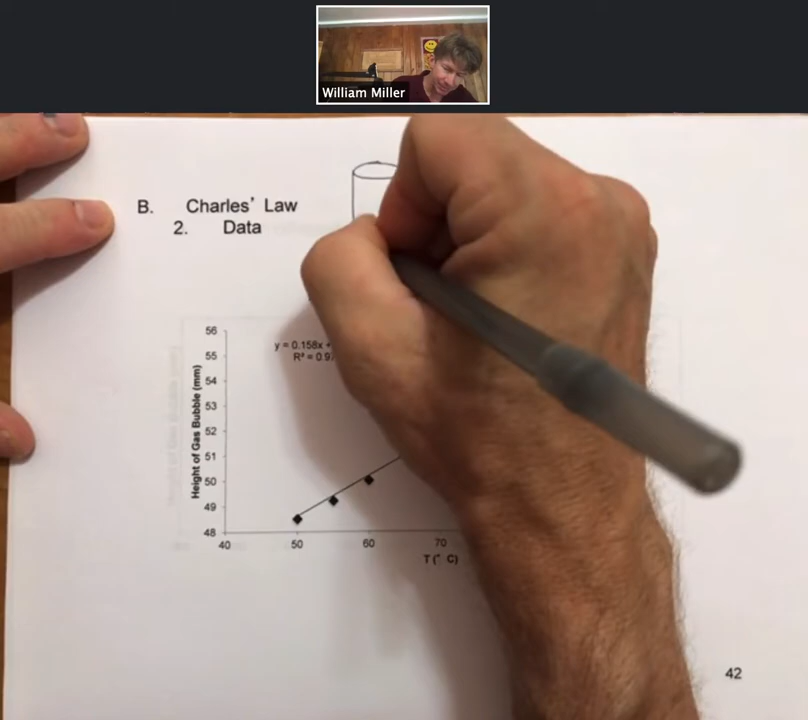 William Miller
B. Charles' Law
2. Data
56
55
54
53
52
51
50
49
48
Height of Gas Bubble (mm)
y = 0.158x +
R² = 0.9
40 50 60 70
T (° C)
42